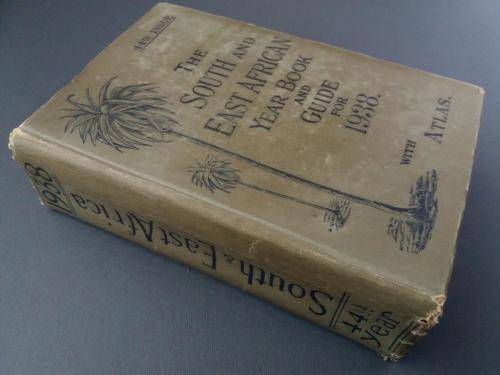 44TH ISSUE.
THE
SOUTH AND
EAST AFRICAN
YEAR BOOK
AND
GUIDE
FOR
1938.
WITH ATLAS.
44th year
South & East Africa
1938